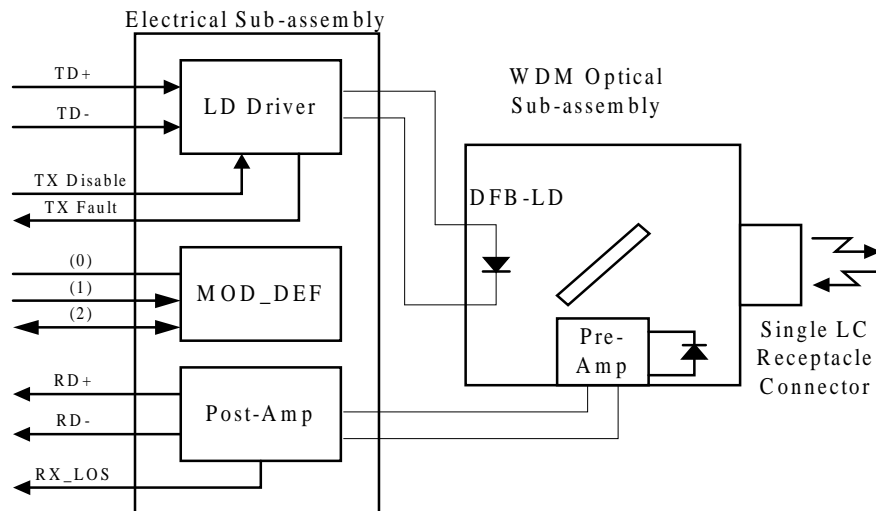 Electrical Sub-assembly
TD+
TD-
LD Driver
TX Disable
TX Fault
(0)
(1)
(2)
MOD_DEF
RD+
RD-
Post-Amp
RX_LOS
WDM Optical
Sub-assembly
DFB-LD
Pre-
Amp
Single LC
Receptacle
Connector